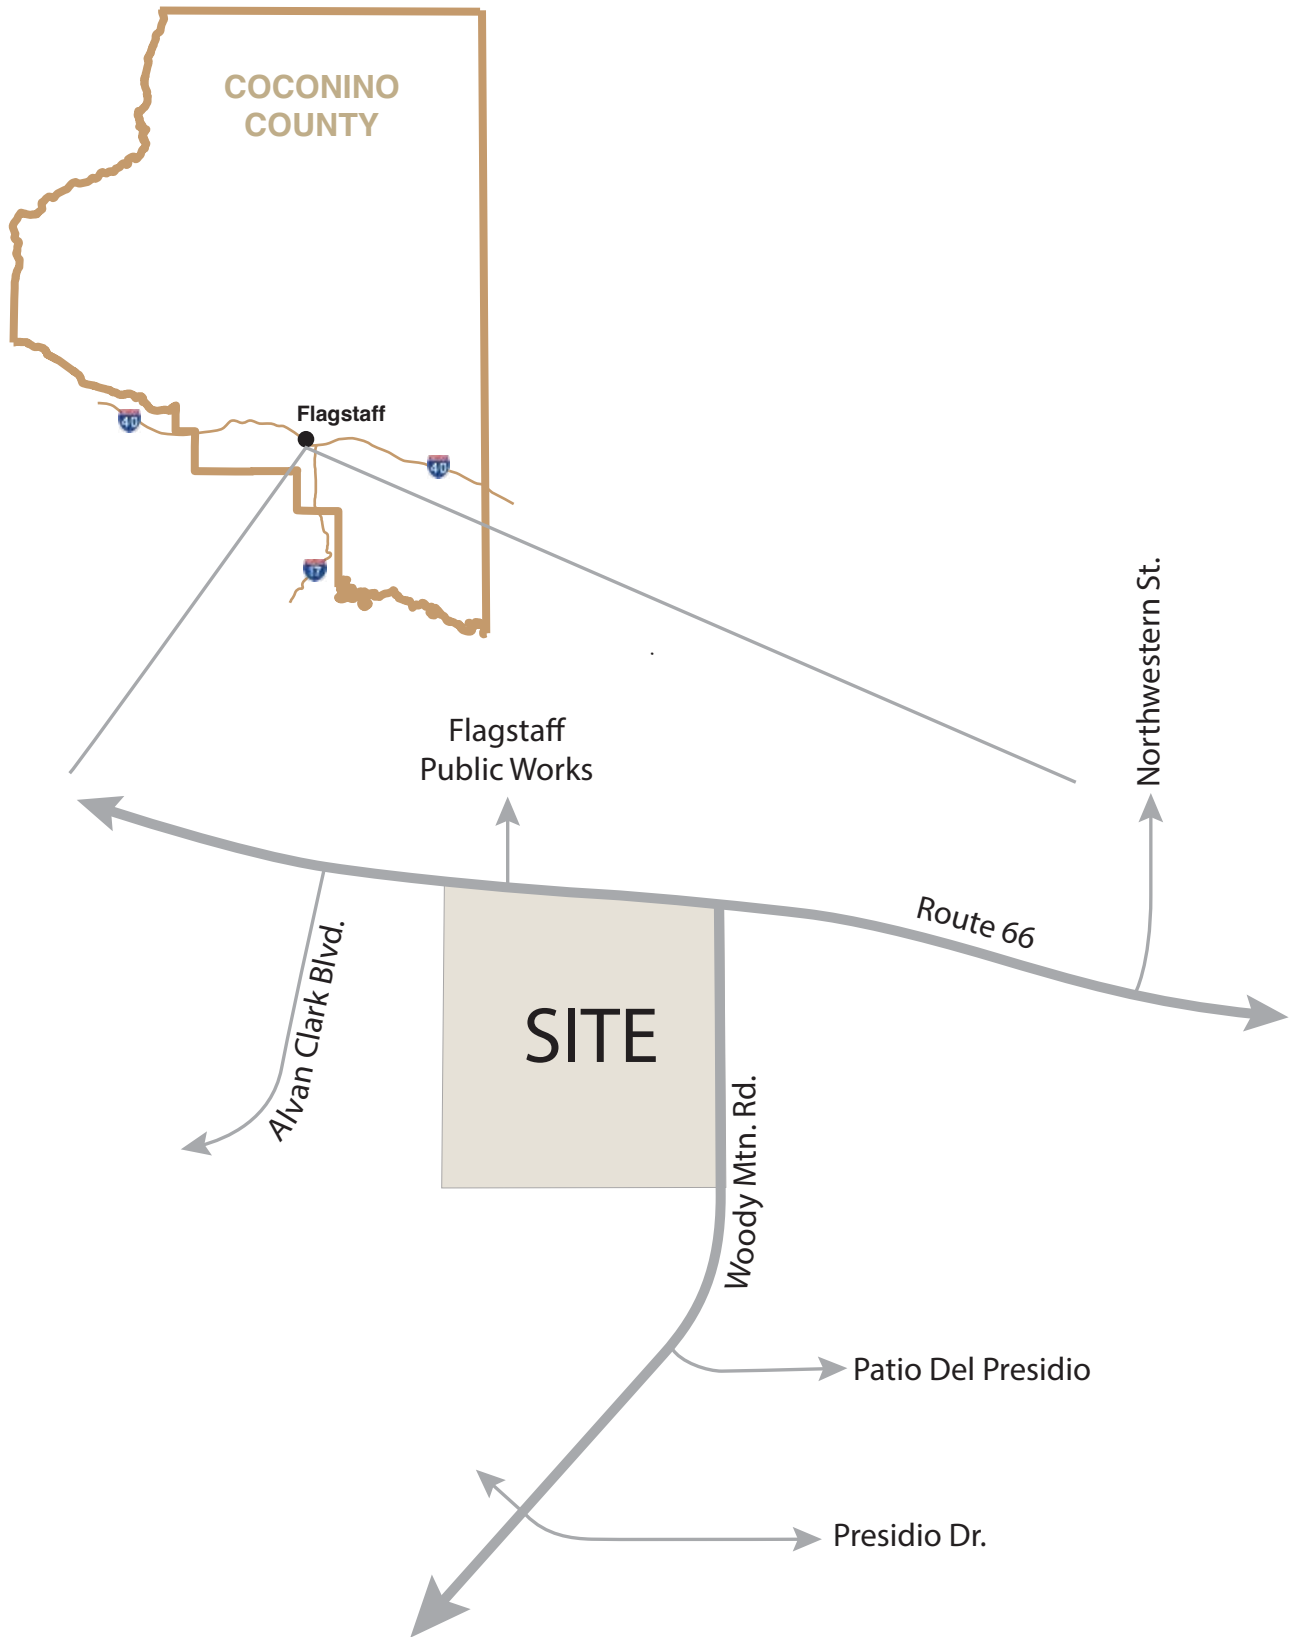 COCONINO
COUNTY
Flagstaff
40
40
17
Northwestern St.
Flagstaff
Public Works
Route 66
Alvan Clark Blvd.
SITE
Woody Mtn. Rd.
Patio Del Presidio
Presidio Dr.